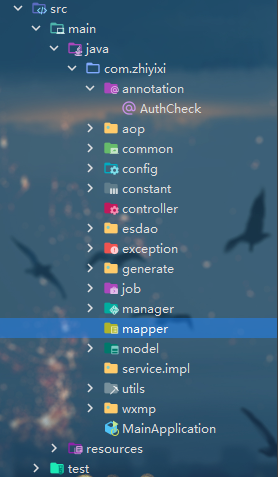 src
main
java
com.zhiyixi
annotation
AuthCheck
aop
common
config
constant
controller
esdao
exception
generate
job
manager
mapper
model
service.impl
utils
wxmp
MainApplication
resources
test